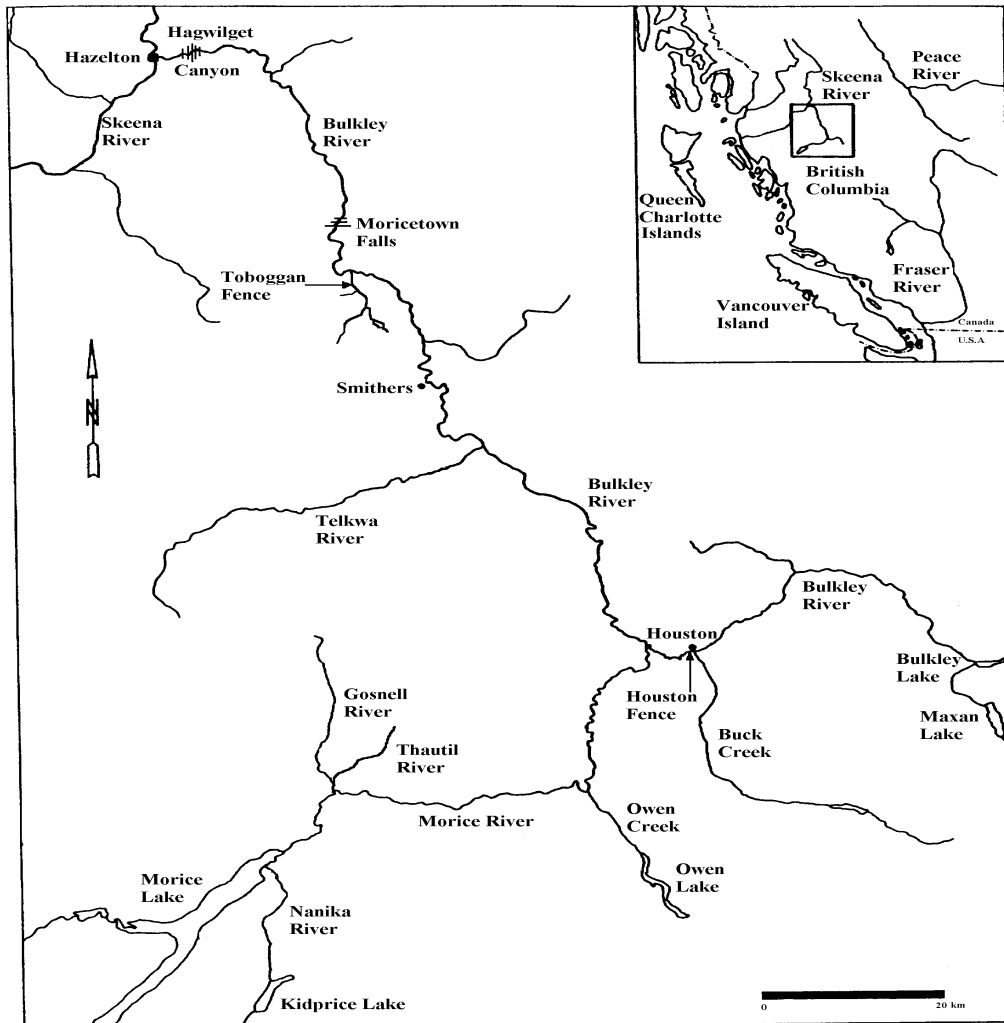 Hagwilget
Hazelton
Canyon
Skeena
River
Bulkley
River
Moricetown
Falls
Toboggan
Fence
Smithers
N
Telkwa
River
Bulkley
River
Bulkley
River
Houston
Bulkley
Lake
Maxan
Lake
Houston
Fence
Buck
Creek
Gosnell
River
Thautil
River
Morice River
Owen
Creek
Owen
Lake
Morice
Lake
Nanika
River
Kidprice Lake
0 20 km
Peace
River
Skeena
River
British
Columbia
Queen
Charlotte
Islands
Fraser
River
Vancouver
Island
Canada
U.S.A